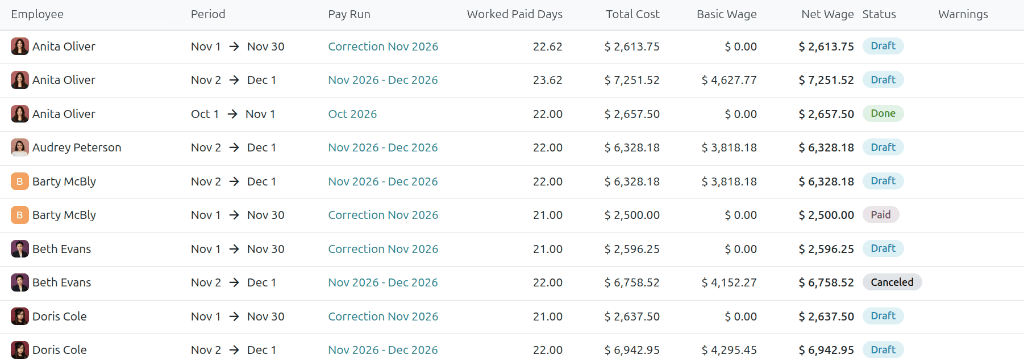 Employee Period Pay Run Worked Paid Days Total Cost Basic Wage Net Wage Status Warnings
Anita Oliver Nov 1 → Nov 30 Correction Nov 2026 22.62 $ 2,613.75 $ 0.00 $ 2,613.75 Draft
Anita Oliver Nov 2 → Dec 1 Nov 2026 - Dec 2026 23.62 $ 7,251.52 $ 4,627.77 $ 7,251.52 Draft
Anita Oliver Oct 1 → Nov 1 Oct 2026 22.00 $ 2,657.50 $ 0.00 $ 2,657.50 Done
Audrey Peterson Nov 2 → Dec 1 Nov 2026 - Dec 2026 22.00 $ 6,328.18 $ 3,818.18 $ 6,328.18 Draft
B Barty McBly Nov 2 → Dec 1 Nov 2026 - Dec 2026 22.00 $ 6,328.18 $ 3,818.18 $ 6,328.18 Draft
B Barty McBly Nov 1 → Nov 30 Correction Nov 2026 21.00 $ 2,500.00 $ 0.00 $ 2,500.00 Paid
Beth Evans Nov 1 → Nov 30 Correction Nov 2026 21.00 $ 2,596.25 $ 0.00 $ 2,596.25 Draft
Beth Evans Nov 2 → Dec 1 Nov 2026 - Dec 2026 22.00 $ 6,758.52 $ 4,152.27 $ 6,758.52 Canceled
Doris Cole Nov 1 → Nov 30 Correction Nov 2026 21.00 $ 2,637.50 $ 0.00 $ 2,637.50 Draft
Doris Cole Nov 2 → Dec 1 Nov 2026 - Dec 2026 22.00 $ 6,942.95 $ 4,295.45 $ 6,942.95 Draft